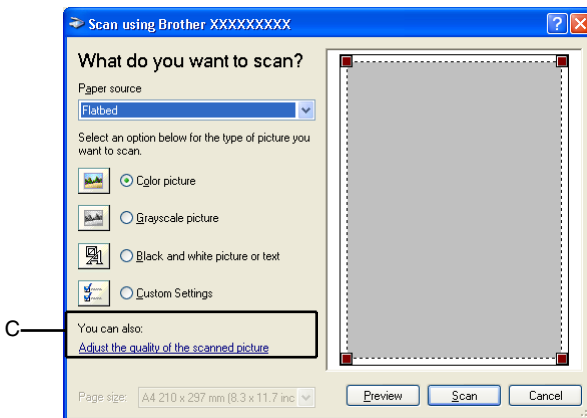 Scan using Brother XXXXXXXXX
What do you want to scan?
Paper source
Flatbed
Select an option below for the type of picture you
want to scan.
Color picture
Grayscale picture
Black and white picture or text
Custom Settings
C
You can also:
Adjust the quality of the scanned picture
Page size: A4 210 x 297 mm (8.3 x 11.7 inc
Preview Scan Cancel